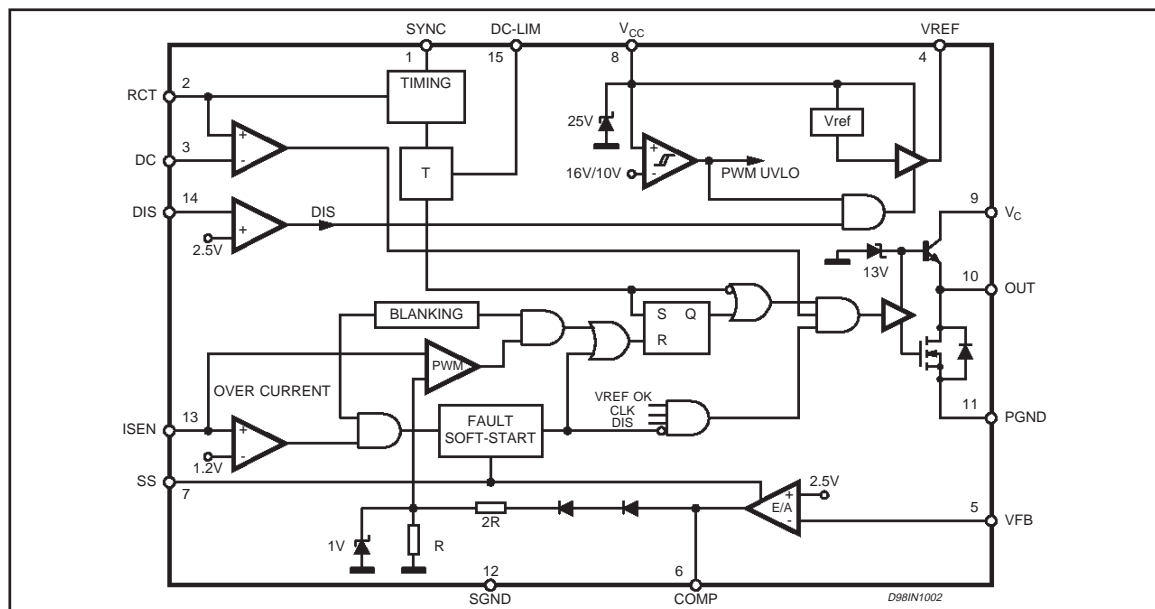 SYNC DC-LIM VCC VREF
1 15 8 4
RCT 2
TIMING
25V
Vref
DC 3
+
-
T
+
-
16V/10V
PWM UVLO
DIS 14
+
2.5V
DIS
9 VC
13V
10 OUT
BLANKING
S Q
R
PWM
OVER CURRENT
VREF OK
CLK
DIS
11 PGND
ISEN 13
+
-
1.2V
FAULT
SOFT-START
SS
7
2.5V
+
E/A
-
5 VFB
2R
1V
R
12
SGND
6
COMP
D98IN1002